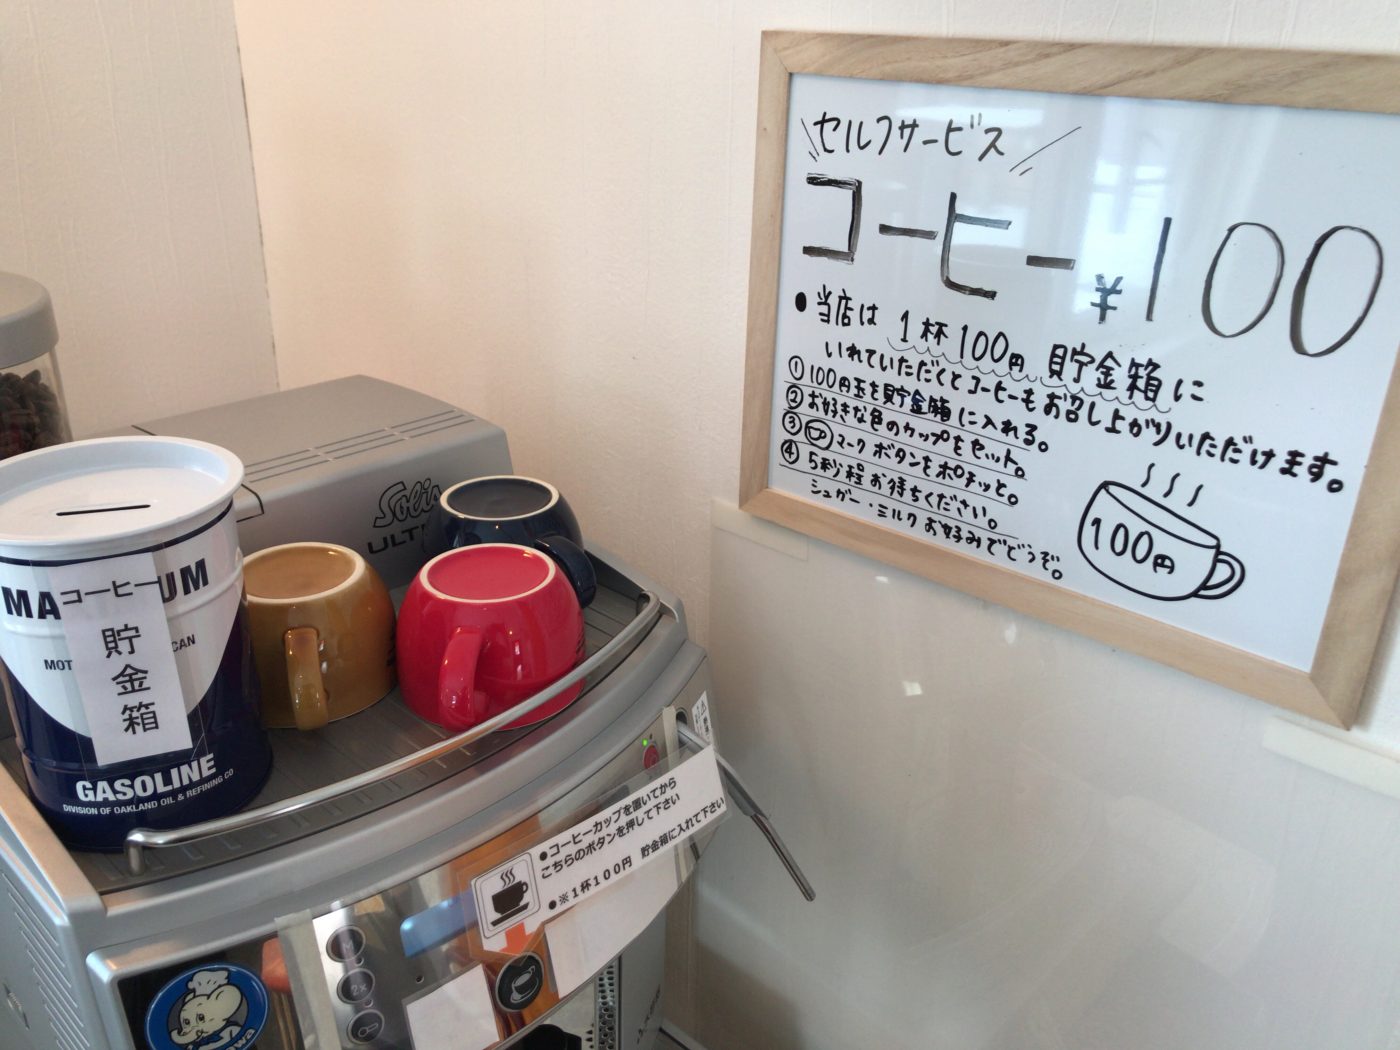 セルフサービス
コーヒー ¥100
● 当店は 1杯100円 貯金箱に
いれていただくとコーヒーもお召し上がりいただけます。
① 100円玉を貯金箱に入れる。
② お好きな色のカップをセット。
③ マークボタンをポチッと。
④ 5秒程お待ちください。
シュガー・ミルクお好みでどうぞ。
100円
Solis
ULT
MA UM
コーヒー
貯金箱
MOT CAN
GASOLINE
DIVISION OF OAKLAND OIL & REFINING CO
●コーヒーカップを置いてから
こちらのボタンを押して下さい
●※1杯100円 貯金箱に入れて下さい
2x